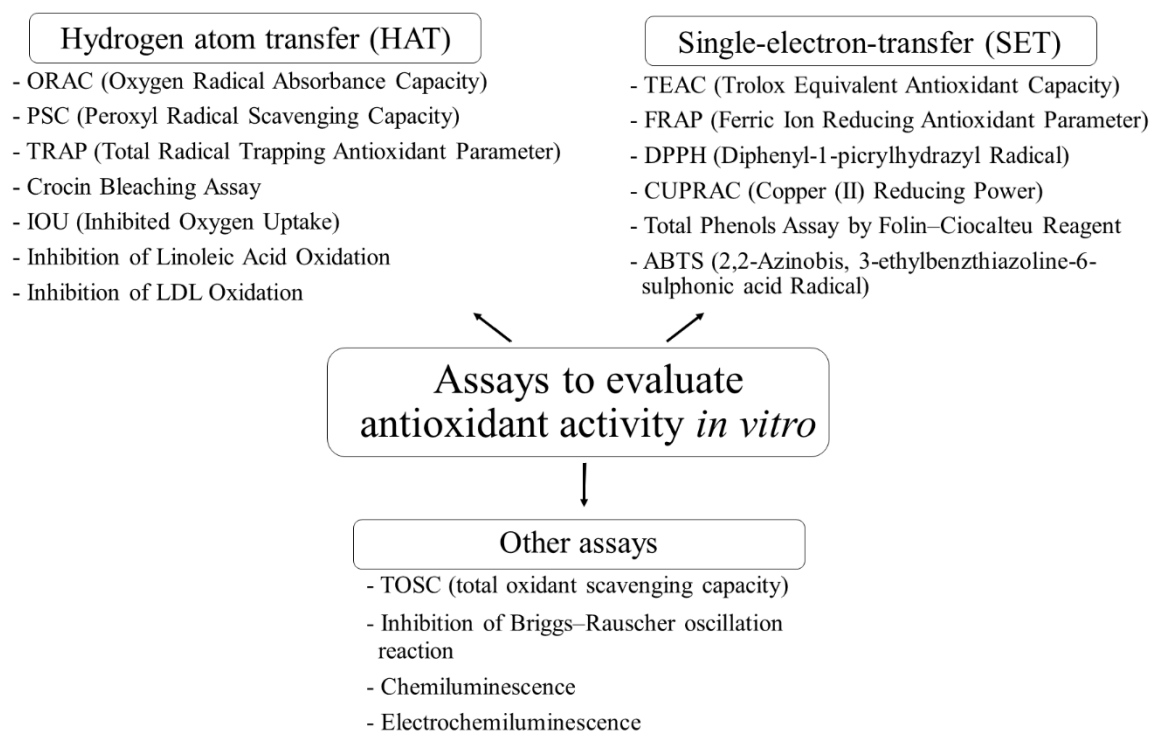 Hydrogen atom transfer (HAT)
- ORAC (Oxygen Radical Absorbance Capacity)
- PSC (Peroxyl Radical Scavenging Capacity)
- TRAP (Total Radical Trapping Antioxidant Parameter)
- Crocin Bleaching Assay
- IOU (Inhibited Oxygen Uptake)
- Inhibition of Linoleic Acid Oxidation
- Inhibition of LDL Oxidation
Single-electron-transfer (SET)
- TEAC (Trolox Equivalent Antioxidant Capacity)
- FRAP (Ferric Ion Reducing Antioxidant Parameter)
- DPPH (Diphenyl-1-picrylhydrazyl Radical)
- CUPRAC (Copper (II) Reducing Power)
- Total Phenols Assay by Folin–Ciocalteu Reagent
- ABTS (2,2-Azinobis, 3-ethylbenzthiazoline-6-
sulphonic acid Radical)
Assays to evaluate
antioxidant activity in vitro
Other assays
- TOSC (total oxidant scavenging capacity)
- Inhibition of Briggs–Rauscher oscillation
reaction
- Chemiluminescence
- Electrochemiluminescence